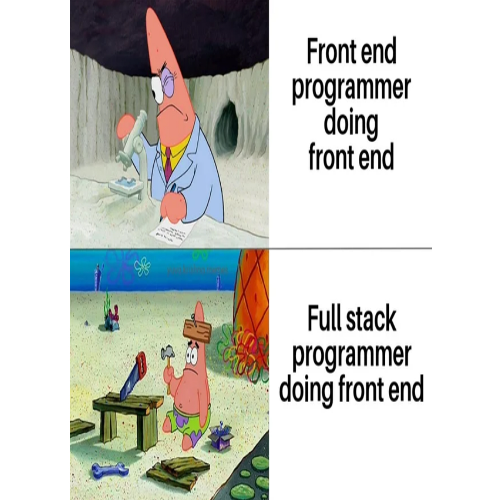 Front end
programmer
doing
front end
Full stack
programmer
doing front end